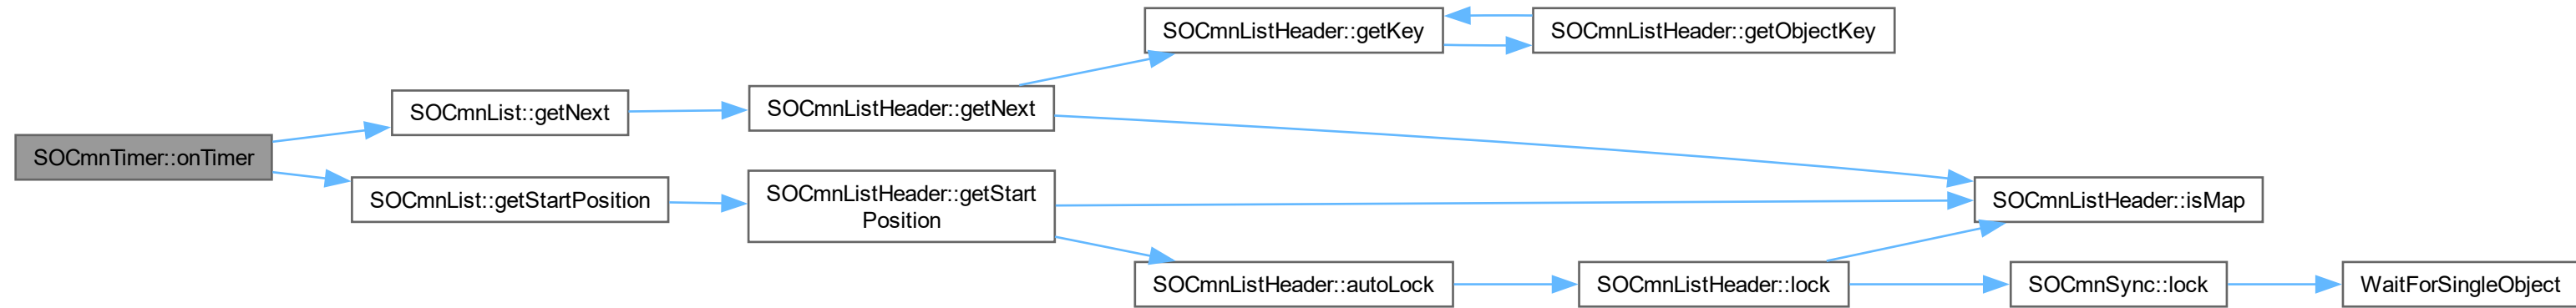 SOCmnTimer::onTimer
SOCmnList::getNext
SOCmnListHeader::getNext
SOCmnListHeader::getKey
SOCmnListHeader::getObjectKey
SOCmnListHeader::isMap
SOCmnList::getStartPosition
SOCmnListHeader::getStart
Position
SOCmnListHeader::autoLock
SOCmnListHeader::lock
SOCmnSync::lock
WaitForSingleObject